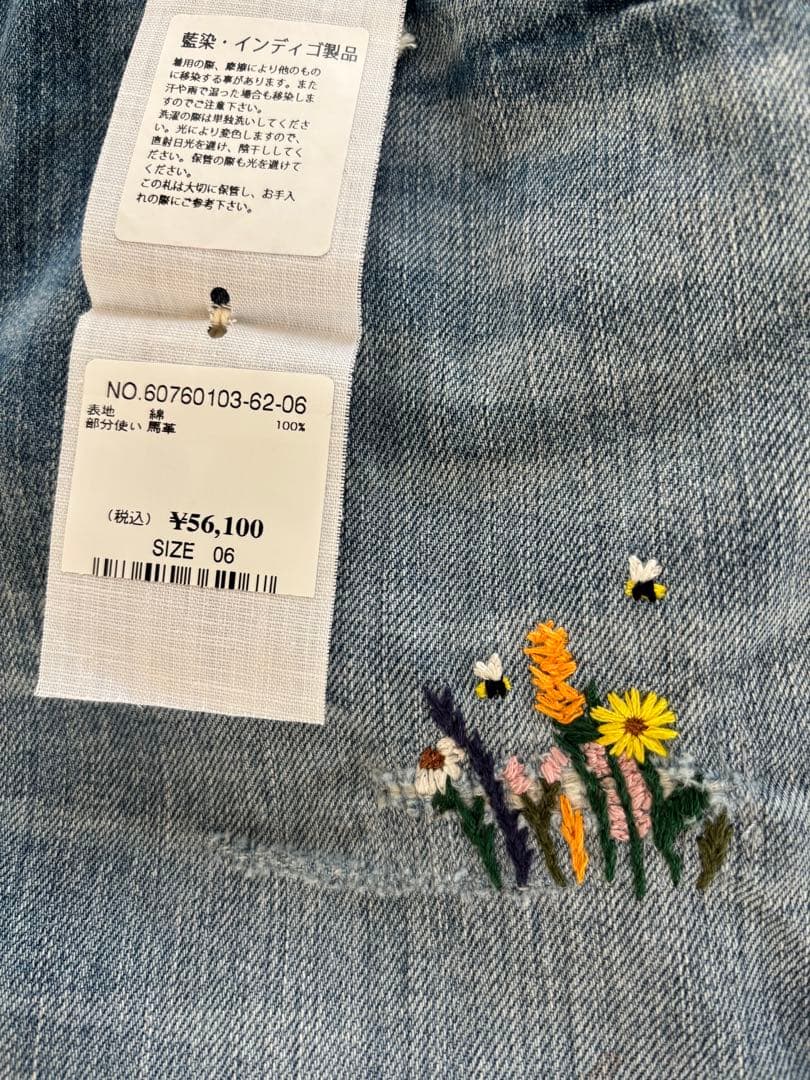 藍染・インディゴ製品
着用の際、摩擦により他のもの
に移染する事があります。また
汗や雨で湿った場合も移染しま
すのでご注意下さい。
洗濯の際は単独洗いしてくださ
い。光により変色しますので、
直射日光を避け、陰干ししてく
ださい。保管の際も光を避けて
ください。
この札は大切に保管し、お手入
れの際にご参考下さい。
NO.60760103-62-06
表地 綿 100%
部分使い 馬革
(税込) ¥56,100
SIZE 06